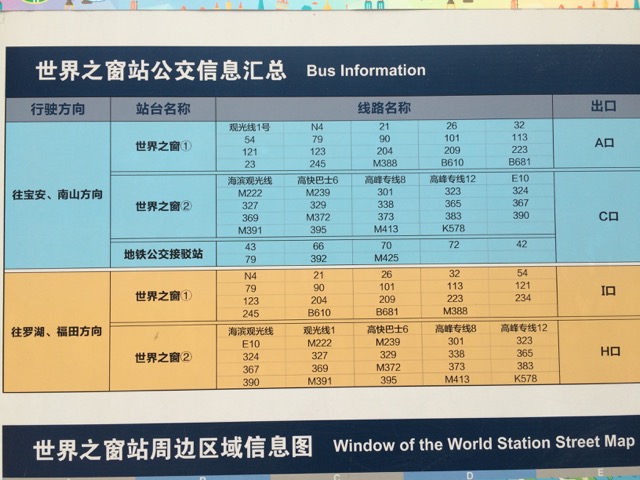 世界之窗站公交信息汇总 Bus Information
行驶方向 站台名称 线路名称 出口
往宝安、南山方向
世界之窗①
观光线1号 N4 21 26 32
54 79 90 101 113
121 123 204 209 223
23 245 M388 B610 B681
A口
世界之窗②
海滨观光线 高快巴士6 高峰专线8 高峰专线12 E10
M222 M239 301 323 324
327 329 338 365 367
369 M372 373 383 390
M391 395 M413 K578
C口
地铁公交接驳站
43 66 70 72 42
79 392 M425
往罗湖、福田方向
世界之窗①
N4 21 26 32 54
79 90 101 113 121
123 204 209 223 234
245 B610 B681 M388
I口
世界之窗②
海滨观光线 观光线1 高快巴士6 高峰专线8 高峰专线12
E10 M222 M239 301 323
324 327 329 338 365
367 369 M372 373 383
390 M391 395 M413 K578
H口
世界之窗站周边区域信息图 Window of the World Station Street Map
B C D E